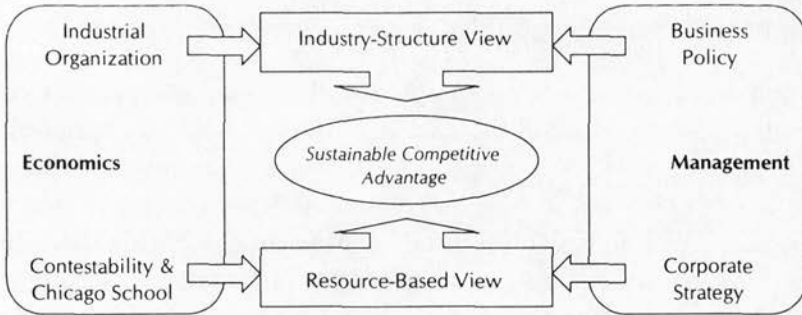 Industrial
Organization
Industry-Structure View
Business
Policy
Economics
Sustainable Competitive
Advantage
Management
Contestability &
Chicago School
Resource-Based View
Corporate
Strategy